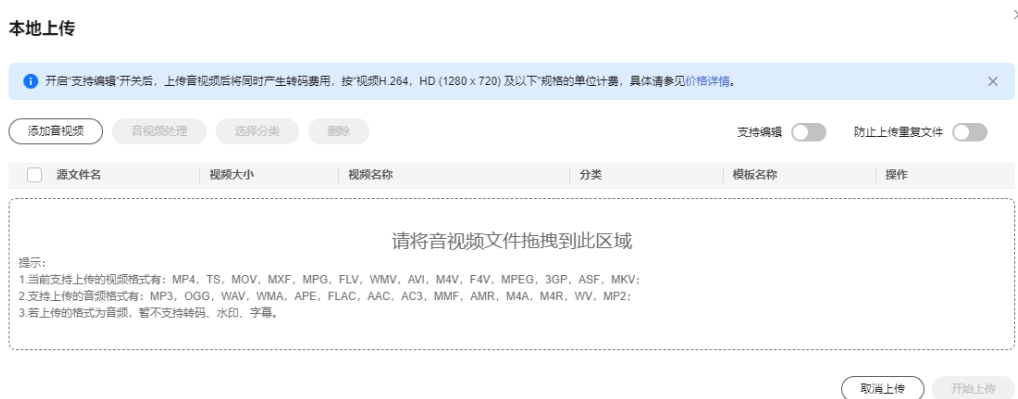 本地上传
开启“支持编辑”开关后，上传音视频后将同时产生转码费用，按“视频H.264，HD (1280 x 720) 及以下”规格的单位计费，具体请参见价格详情。
添加音视频 音视频处理 选择分类 删除 支持编辑 防止上传重复文件
源文件名 视频大小 视频名称 分类 模板名称 操作
请将音视频文件拖拽到此区域
提示：
1.当前支持上传的视频格式有：MP4，TS，MOV，MXF，MPG，FLV，WMV，AVI，M4V，F4V，MPEG，3GP，ASF，MKV；
2.支持上传的音频格式有：MP3，OGG，WAV，WMA，APE，FLAC，AAC，AC3，MMF，AMR，M4A，M4R，WV，MP2；
3.若上传的格式为音频，暂不支持转码、水印、字幕。
取消上传 开始上传